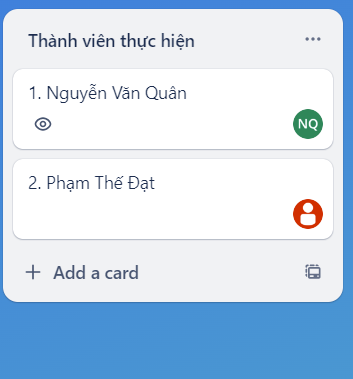 Thành viên thực hiện
1. Nguyễn Văn Quân
NQ
2. Phạm Thế Đạt
Add a card